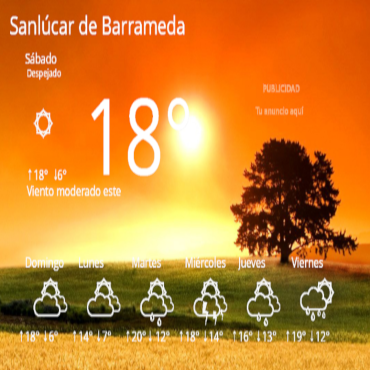 Sanlúcar de Barrameda
Sábado
Despejado
PUBLICIDAD
Tu anuncio aquí
18°
↑18° ↓6°
Viento moderado este
Domingo Lunes Martés Miércoles Jueves Viernes
↑18° ↓6° ↑14° ↓7° ↑20° ↓12° ↑18° ↓14° ↑16° ↓13° ↑19° ↓12°